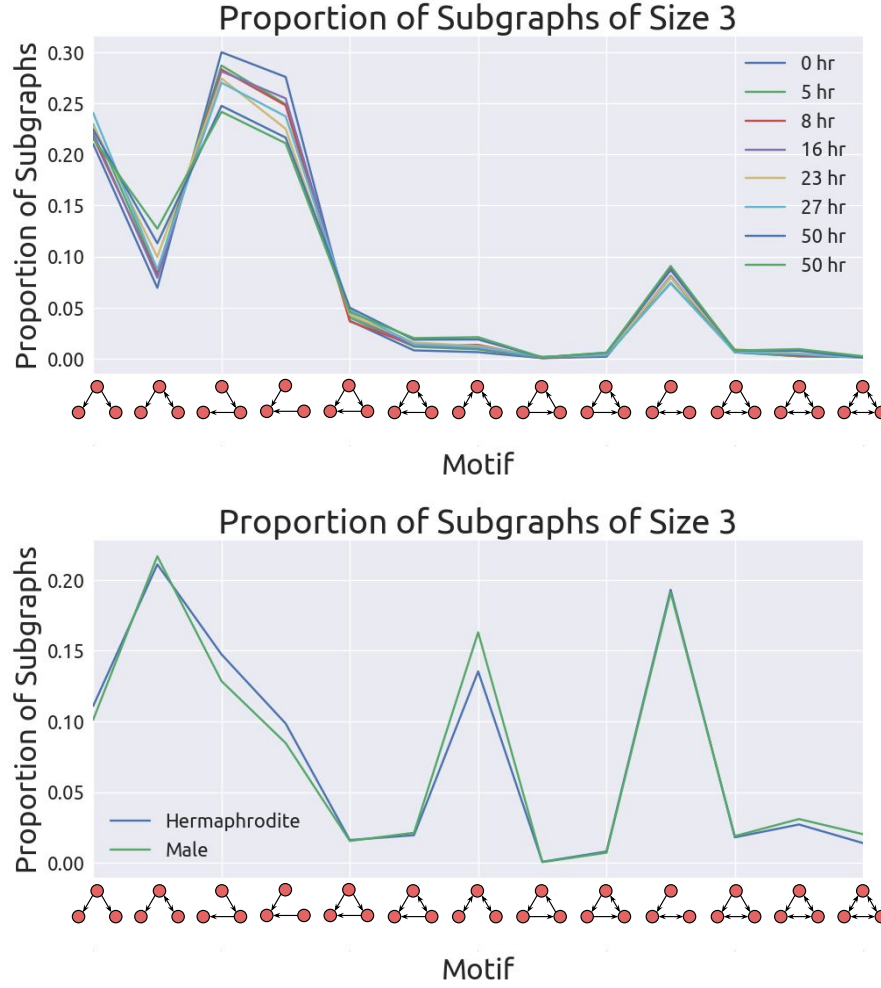 Proportion of Subgraphs of Size 3
Proportion of Subgraphs
0.30
0.25
0.20
0.15
0.10
0.05
0.00
0 hr
5 hr
8 hr
16 hr
23 hr
27 hr
50 hr
50 hr
Motif
Proportion of Subgraphs of Size 3
Proportion of Subgraphs
0.20
0.15
0.10
0.05
0.00
Hermaphrodite
Male
Motif